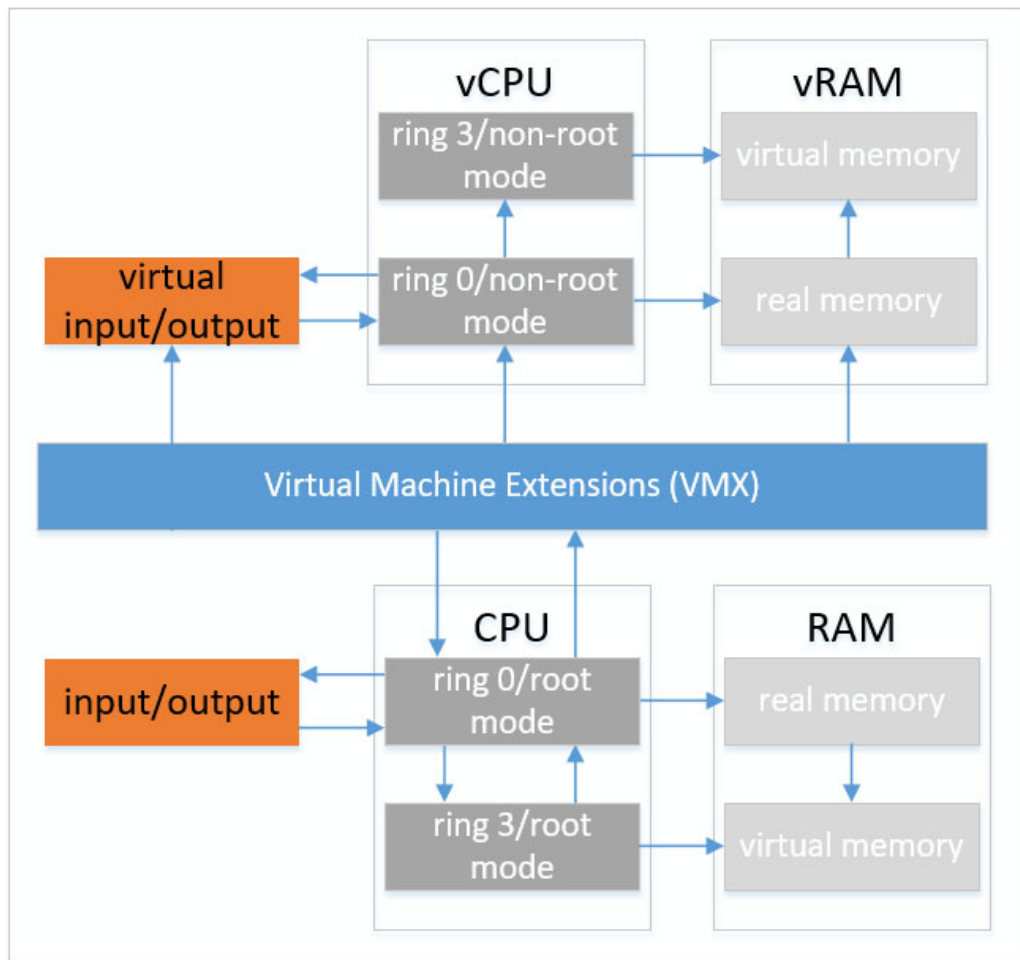 vCPU
ring 3/non-root
mode
ring 0/non-root
mode
vRAM
virtual memory
real memory
virtual
input/output
Virtual Machine Extensions (VMX)
input/output
CPU
ring 0/root
mode
ring 3/root
mode
RAM
real memory
virtual memory